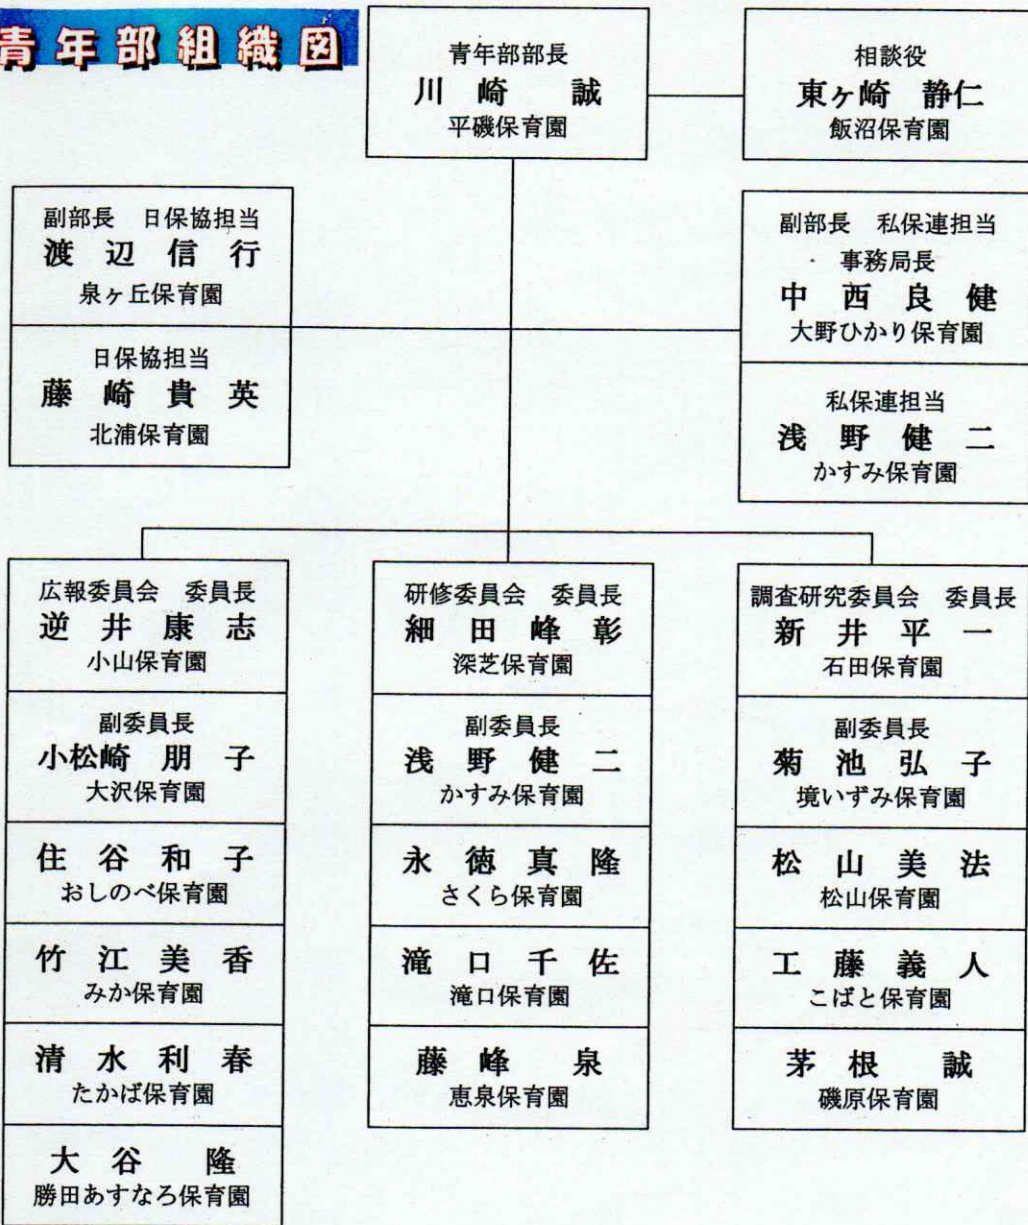 青年部組織図
青年部部長
川崎 誠
平磯保育園
相談役
東ヶ崎 静仁
飯沼保育園
副部長 日保協担当
渡辺信行
泉ヶ丘保育園
日保協担当
藤崎貴英
北浦保育園
副部長 私保連担当
事務局長
中西良健
大野ひかり保育園
私保連担当
浅野健二
かすみ保育園
広報委員会 委員長
逆井康志
小山保育園
副委員長
小松崎 朋子
大沢保育園
住谷和子
おしのべ保育園
竹江美香
みか保育園
清水利春
たかば保育園
大谷 隆
勝田あすなろ保育園
研修委員会 委員長
細田峰彰
深芝保育園
副委員長
浅野健二
かすみ保育園
永徳真隆
さくら保育園
滝口千佐
滝口保育園
藤峰 泉
恵泉保育園
調査研究委員会 委員長
新井平一
石田保育園
副委員長
菊池弘子
境いずみ保育園
松山美法
松山保育園
工藤義人
こばと保育園
茅根 誠
磯原保育園